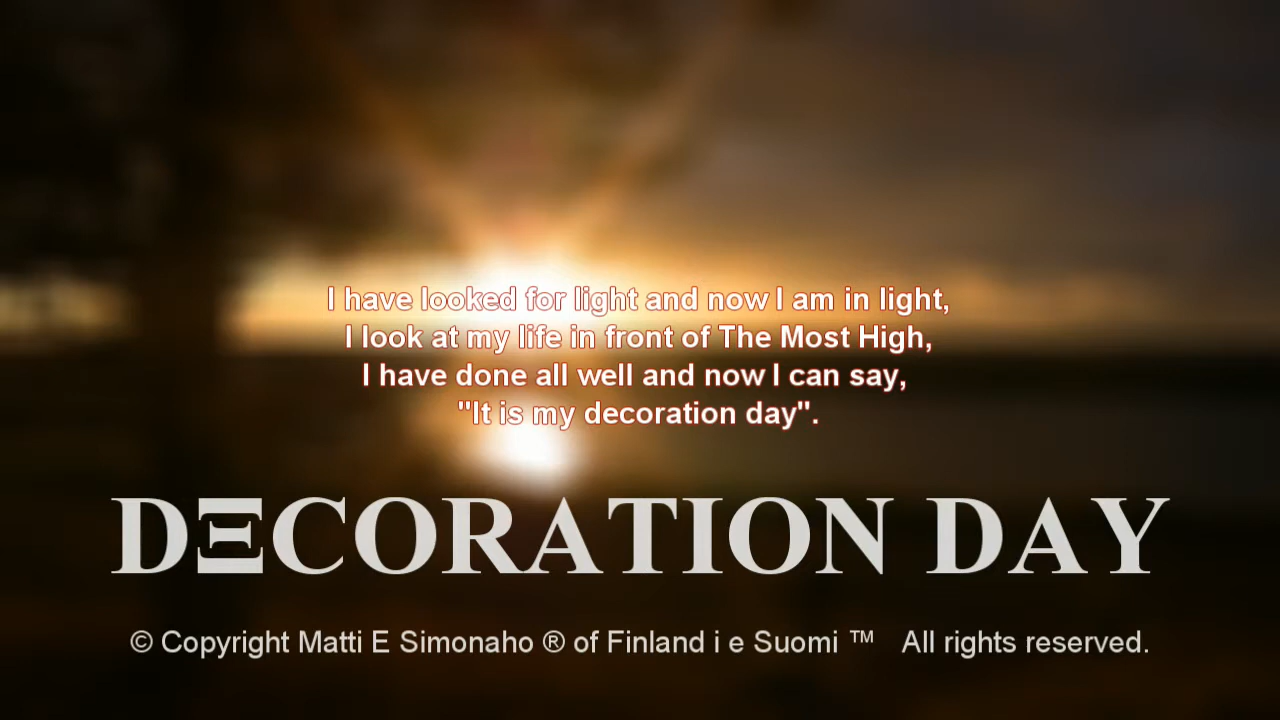 I have looked for light and now I am in light,
I look at my life in front of The Most High,
I have done all well and now I can say,
"It is my decoration day".
DΞCORATION DAY
© Copyright Matti E Simonaho ® of Finland i e Suomi ™ All rights reserved.